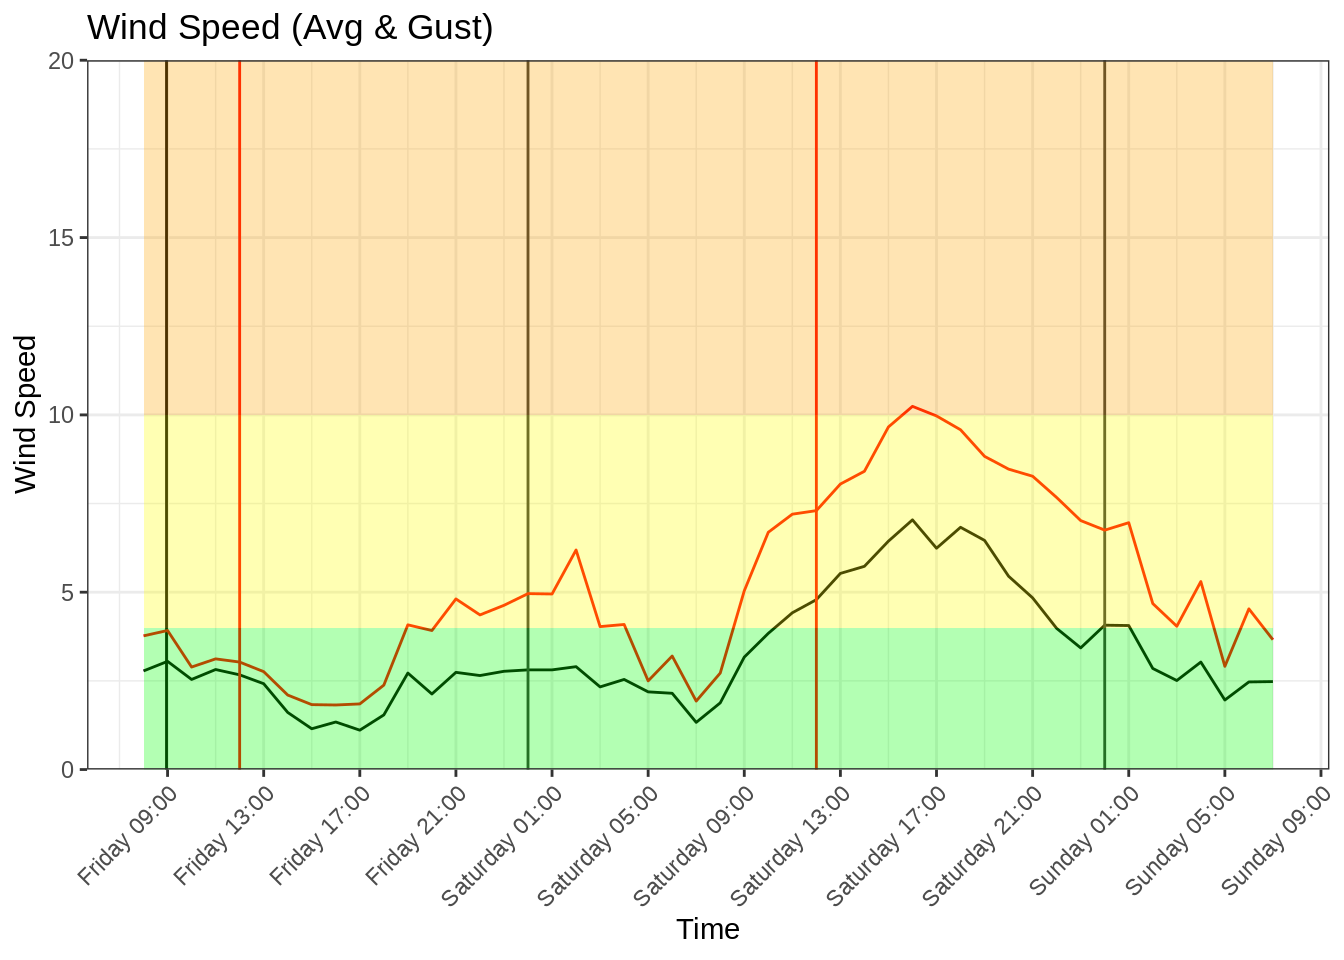 Wind Speed (Avg & Gust)
20
15
10
5
0
Wind Speed
Friday 09:00
Friday 13:00
Friday 17:00
Friday 21:00
Saturday 01:00
Saturday 05:00
Saturday 09:00
Saturday 13:00
Saturday 17:00
Saturday 21:00
Sunday 01:00
Sunday 05:00
Sunday 09:00
Time